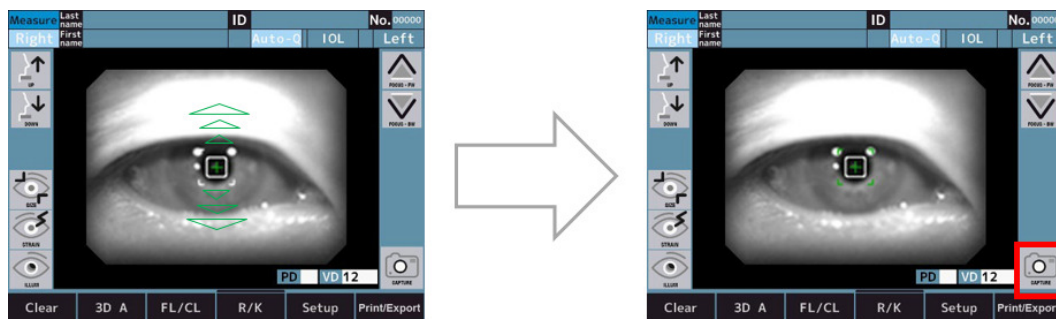 Measure Last name ID No. 00000
Right First name Auto-Q IOL Left
UP
FOCUS - FW
DOWN
FOCUS - BW
SIZE
STRAIN
ILLUM
CAPTURE
PD VD 12
Clear 3D A FL/CL R/K Setup Print/Export
Measure Last name ID No. 00000
Right First name Auto-Q IOL Left
UP
FOCUS - FW
DOWN
FOCUS - BW
SIZE
STRAIN
ILLUM
CAPTURE
PD VD 12
Clear 3D A FL/CL R/K Setup Print/Export